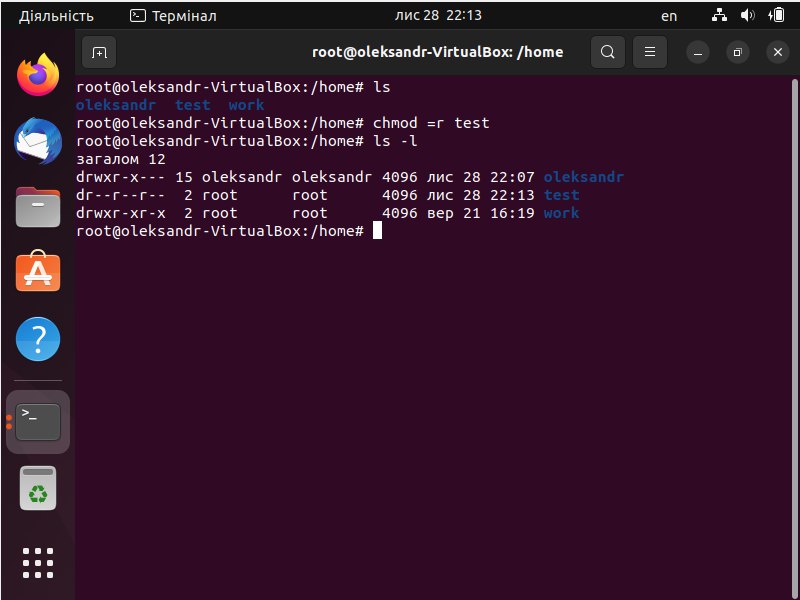 Діяльність Термінал лис 28 22:13 en
root@oleksandr-VirtualBox: /home
root@oleksandr-VirtualBox:/home# ls
oleksandr test work
root@oleksandr-VirtualBox:/home# chmod =r test
root@oleksandr-VirtualBox:/home# ls -l
загалом 12
drwxr-x--- 15 oleksandr oleksandr 4096 лис 28 22:07 oleksandr
dr--r--r-- 2 root root 4096 лис 28 22:13 test
drwxr-xr-x 2 root root 4096 вер 21 16:19 work
root@oleksandr-VirtualBox:/home#